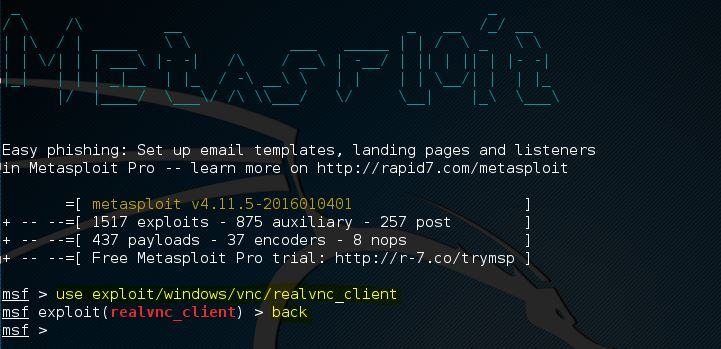 Metasploit
Easy phishing: Set up email templates, landing pages and listeners
in Metasploit Pro -- learn more on http://rapid7.com/metasploit
=[ metasploit v4.11.5-2016010401 ]
+ -- --=[ 1517 exploits - 875 auxiliary - 257 post ]
+ -- --=[ 437 payloads - 37 encoders - 8 nops ]
+ -- --=[ Free Metasploit Pro trial: http://r-7.co/trymsp ]
msf > use exploit/windows/vnc/realvnc_client
msf exploit(realvnc_client) > back
msf >